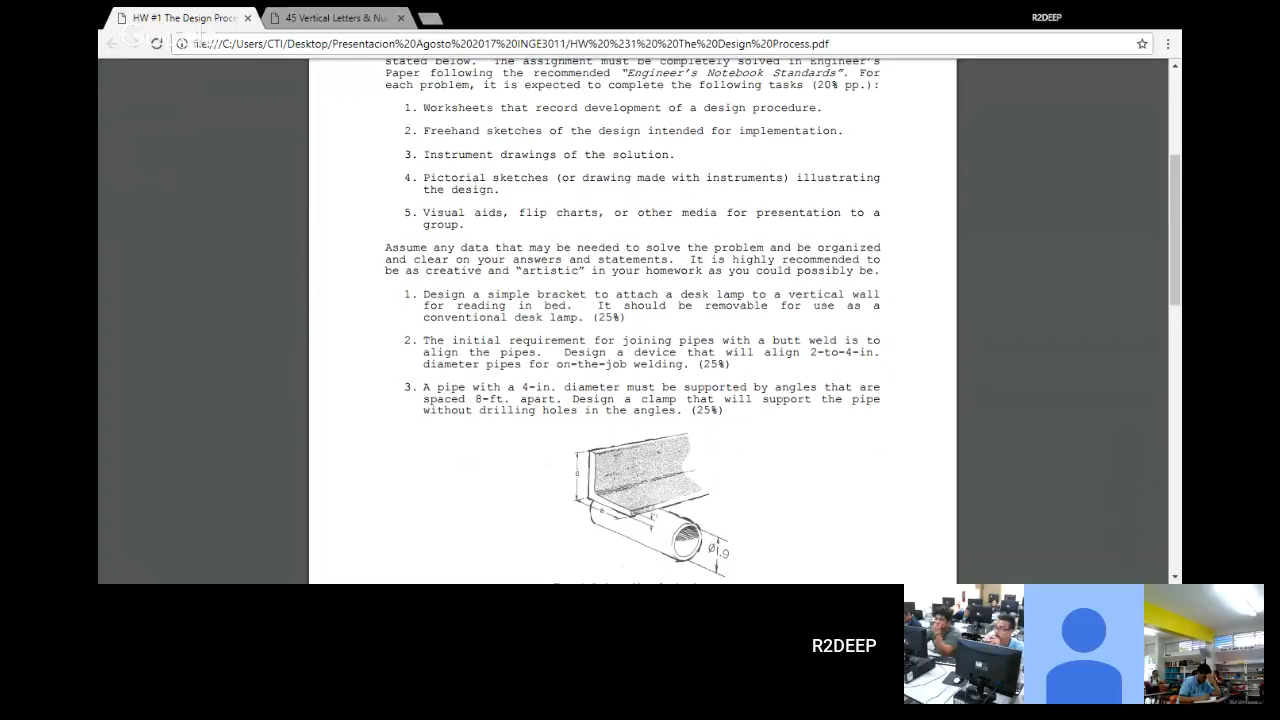 HW #1 The Design Proce
45 Vertical Letters & Nu
R2DEEP
file:///C:/Users/CTI/Desktop/Presentacion%20Agosto%202017%20INGE3011/HW%20%231%20%20The%20Design%20Process.pdf
stated below. The assignment must be completely solved in Engineer's
Paper following the recommended "Engineer's Notebook Standards". For
each problem, it is expected to complete the following tasks (20% pp.):
1. Worksheets that record development of a design procedure.
2. Freehand sketches of the design intended for implementation.
3. Instrument drawings of the solution.
4. Pictorial sketches (or drawing made with instruments) illustrating
the design.
5. Visual aids, flip charts, or other media for presentation to a
group.
Assume any data that may be needed to solve the problem and be organized
and clear on your answers and statements. It is highly recommended to
be as creative and "artistic" in your homework as you could possibly be.
1. Design a simple bracket to attach a desk lamp to a vertical wall
for reading in bed. It should be removable for use as a
conventional desk lamp. (25%)
2. The initial requirement for joining pipes with a butt weld is to
align the pipes. Design a device that will align 2-to-4-in.
diameter pipes for on-the-job welding. (25%)
3. A pipe with a 4-in. diameter must be supported by angles that are
spaced 8-ft. apart. Design a clamp that will support the pipe
without drilling holes in the angles. (25%)
Ø1.9
R2DEEP